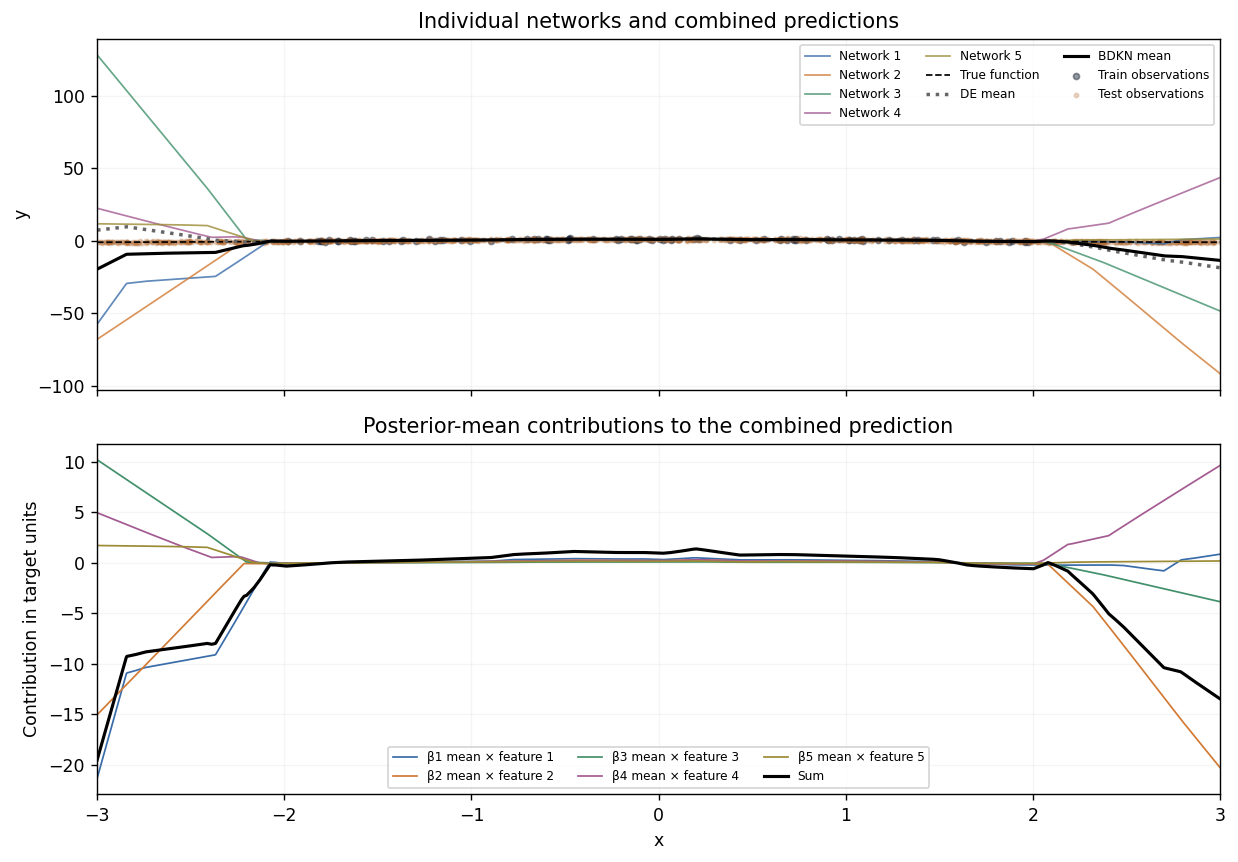 Individual networks and combined predictions
y
100
50
0
−50
−100
Network 1
Network 2
Network 3
Network 4
Network 5
True function
DE mean
BDKN mean
Train observations
Test observations
Posterior-mean contributions to the combined prediction
Contribution in target units
10
5
0
−5
−10
−15
−20
β1 mean × feature 1
β2 mean × feature 2
β3 mean × feature 3
β4 mean × feature 4
β5 mean × feature 5
Sum
−3
−2
−1
0
1
2
3
x